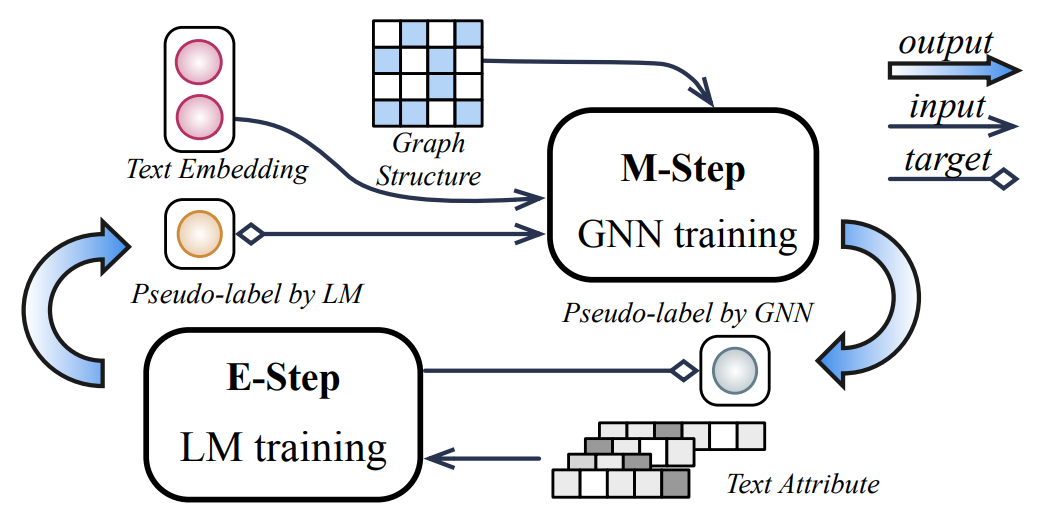 Text Embedding
Graph
Structure
output
input
target
M-Step
GNN training
Pseudo-label by LM
Pseudo-label by GNN
E-Step
LM training
Text Attribute